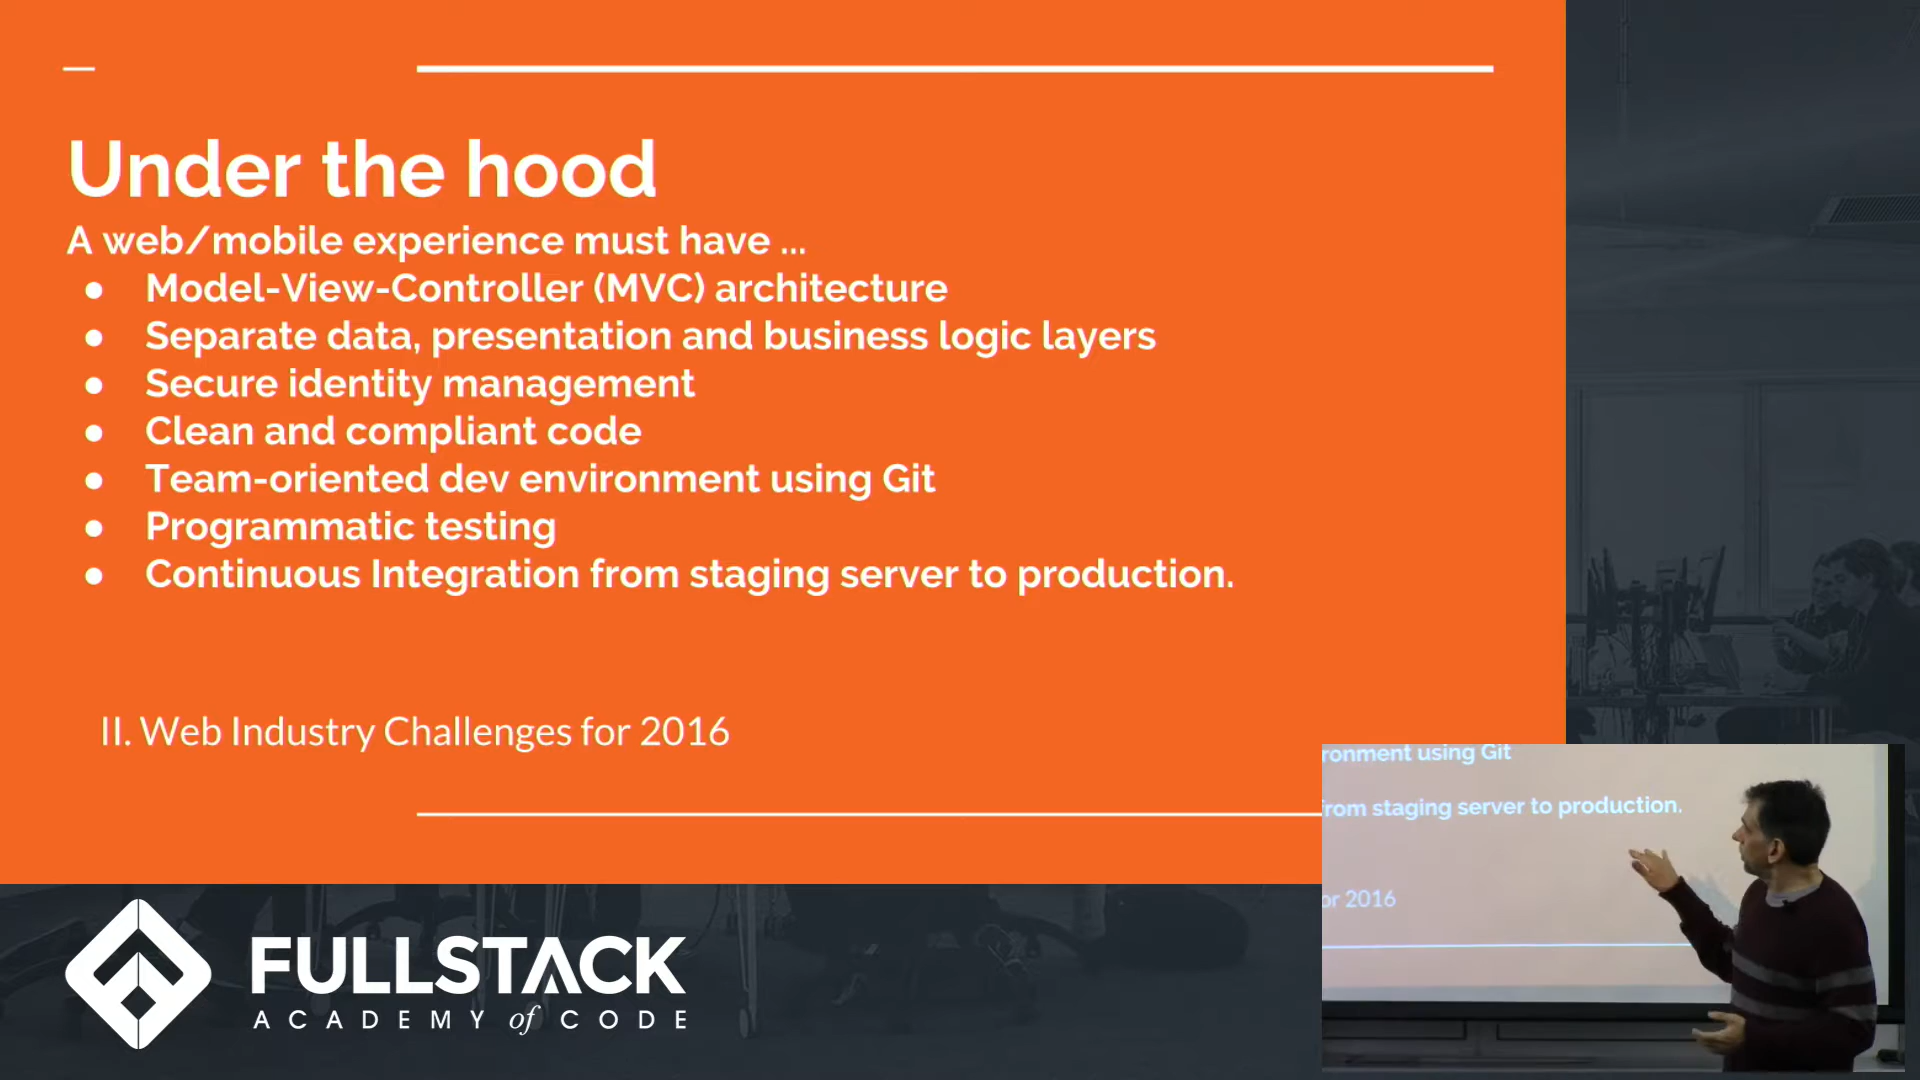 Under the hood
A web/mobile experience must have ...
● Model-View-Controller (MVC) architecture
● Separate data, presentation and business logic layers
● Secure identity management
● Clean and compliant code
● Team-oriented dev environment using Git
● Programmatic testing
● Continuous Integration from staging server to production.
II. Web Industry Challenges for 2016
ronment using Git
from staging server to production.
or 2016
FULLSTACK
ACADEMY of CODE